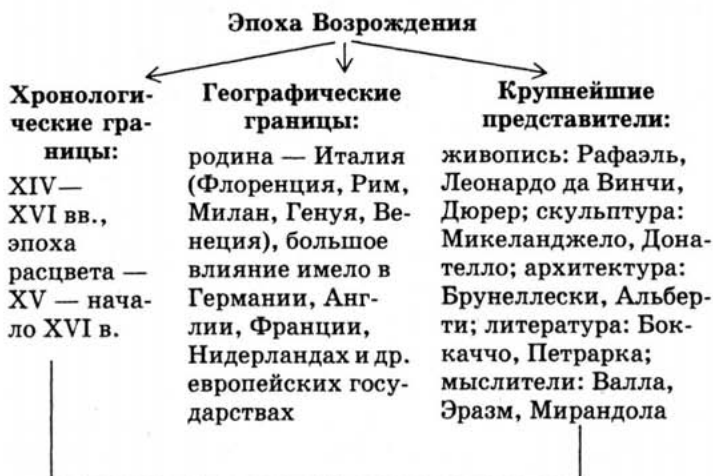 Эпоха Возрождения
Хронологи-
ческие гра-
ницы:
XIV—
XVI вв.,
эпоха
расцвета —
XV — нача-
ло XVI в.
Географические
границы:
родина — Италия
(Флоренция, Рим,
Милан, Генуя, Ве-
неция), большое
влияние имело в
Германии, Анг-
лии, Франции,
Нидерландах и др.
европейских госу-
дарствах
Крупнейшие
представители:
живопись: Рафаэль,
Леонардо да Винчи,
Дюрер; скульптура:
Микеланджело, Дона-
телло; архитектура:
Брунеллески, Альбер-
ти; литература: Бок-
каччо, Петрарка;
мыслители: Валла,
Эразм, Мирандола